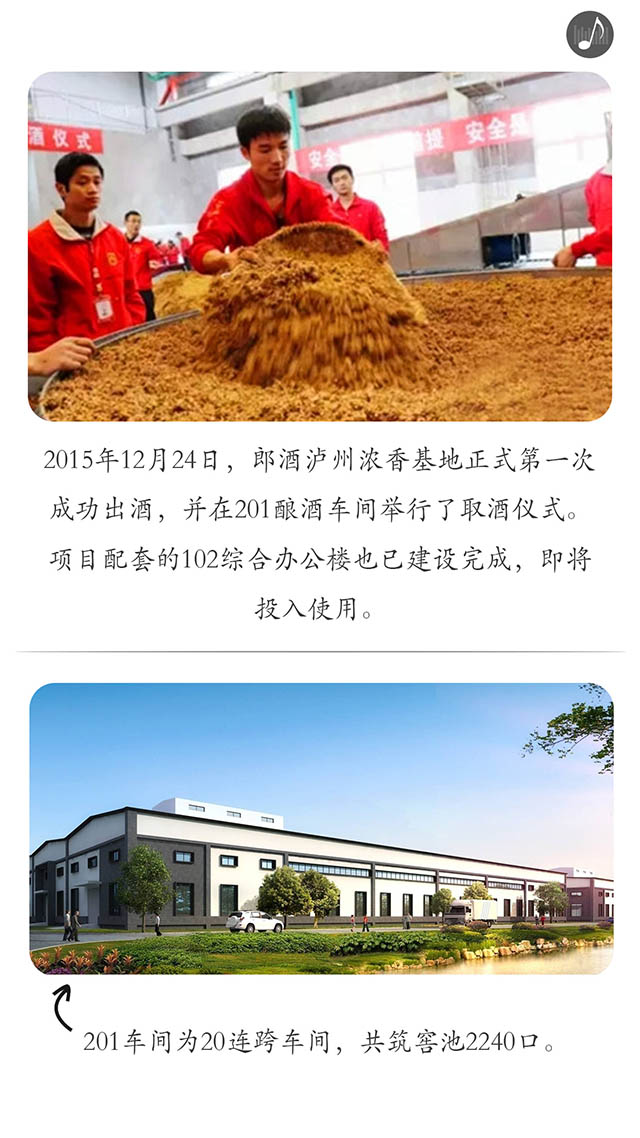 酒仪式
安全
提 安全是
2015年12月24日，郎酒泸州浓香基地正式第一次
成功出酒，并在201酿酒车间举行了取酒仪式。
项目配套的102综合办公楼也已建设完成，即将
投入使用。
201车间为20连跨车间，共筑窖池2240口。